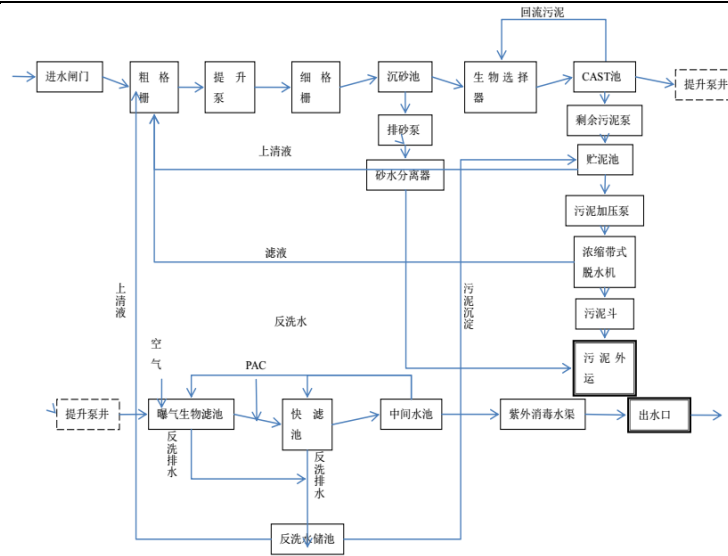 回流污泥
进水闸门
粗 格
栅
提 升
泵
细 格
栅
沉砂池
生 物 选 择
器
CAST池
提升泵井
排砂泵
剩余污泥泵
上清液
砂水分离器
贮泥池
污泥加压泵
滤液
浓缩带式
脱水机
上清液
污泥沉淀
污泥斗
反洗水
空
气
PAC
污 泥 外
运
提升泵井
曝气生物滤池
快 滤
池
中间水池
紫外消毒水渠
出水口
反洗排水
反洗排水
反洗水储池